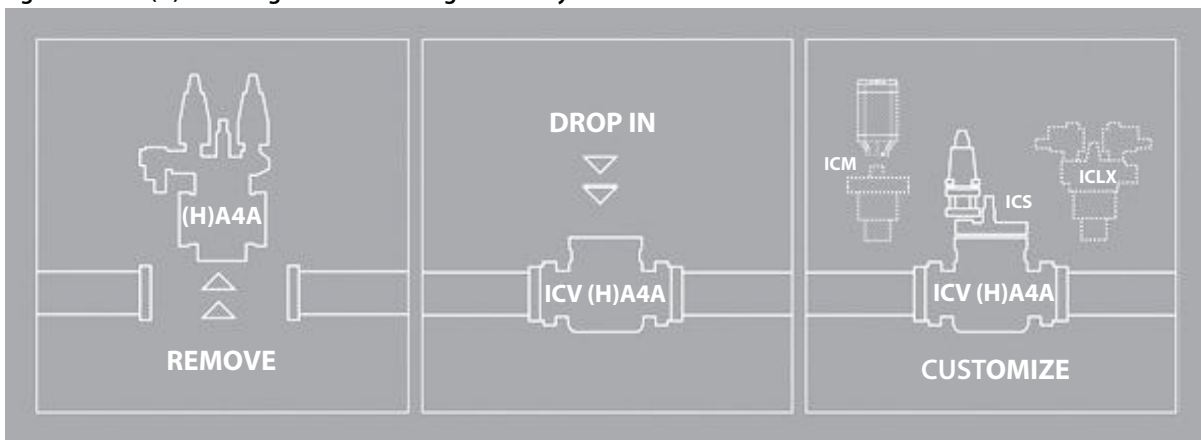 (H)A4A
REMOVE
DROP IN
ICV (H)A4A
ICM
ICS
ICLX
ICV (H)A4A
CUSTOMIZE